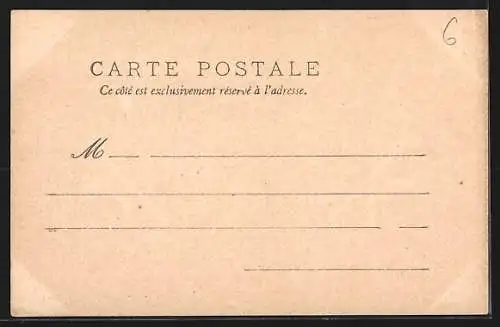 6
CARTE POSTALE
Ce côté est exclusivement réservé à l'adresse.
M